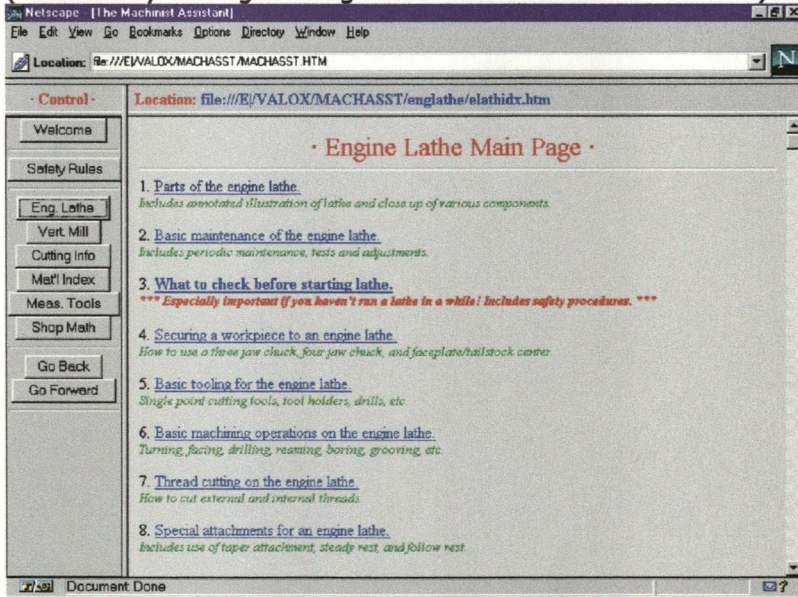 Netscape - [The Machinist Assistant]
File Edit View Go Bookmarks Options Directory Window Help
Location: file:///E|/VALOX/MACHASST/MACHASST.HTM
N
· Control ·
Location: file:///E|/VALOX/MACHASST/englathe/elathidx.htm
Welcome
Safety Rules
Eng. Lathe
Vert. Mill
Cutting Info
Mat'l Index
Meas. Tools
Shop Math
Go Back
Go Forward
· Engine Lathe Main Page ·
1. Parts of the engine lathe.
Includes annotated illustration of lathe and close up of various components.
2. Basic maintenance of the engine lathe.
Includes periodic maintenance, tests and adjustments.
3. What to check before starting lathe.
*** Especially important if you haven't run a lathe in a while! Includes safety procedures. ***
4. Securing a workpiece to an engine lathe.
How to use a three jaw chuck, four jaw chuck, and faceplate/tailstock center.
5. Basic tooling for the engine lathe.
Single point cutting tools, tool holders, drills, etc.
6. Basic machining operations on the engine lathe.
Turning, facing, drilling, reaming, boring, grooving, etc.
7. Thread cutting on the engine lathe.
How to cut external and internal threads.
8. Special attachments for an engine lathe.
Includes use of taper attachment, steady rest, and follow rest.
Document Done